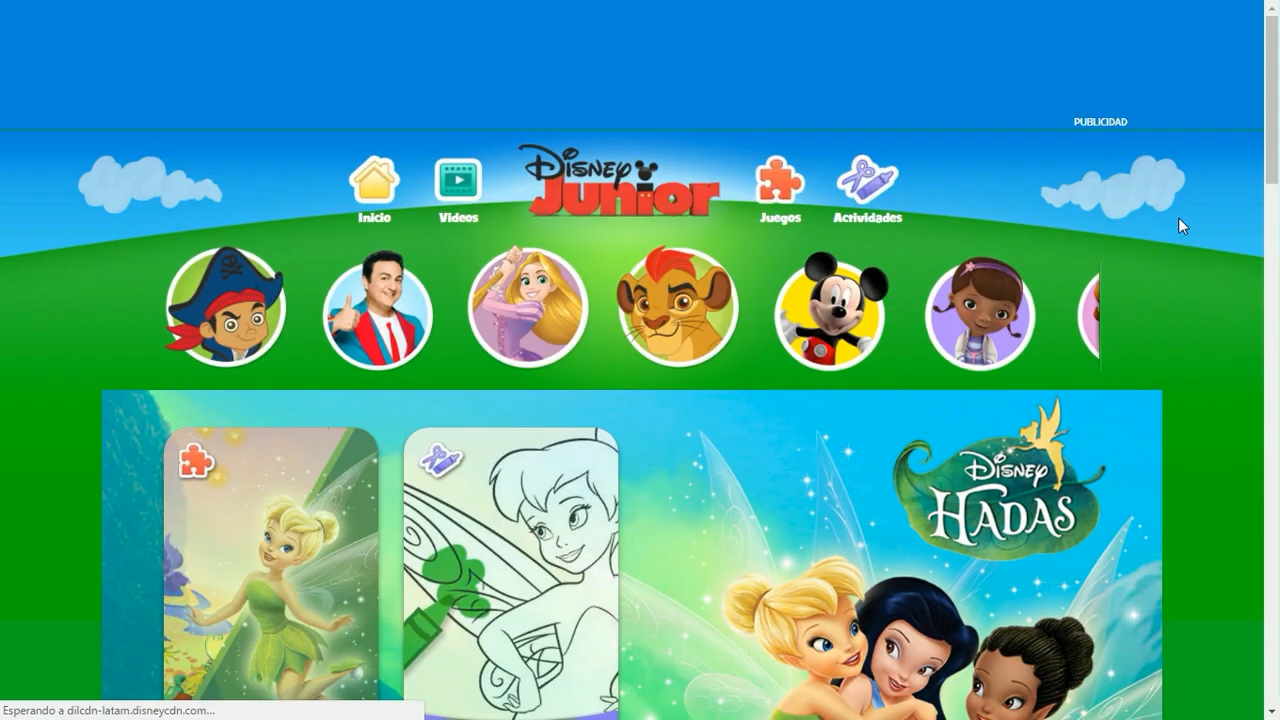 PUBLICIDAD
Inicio
Videos
Disney
Junior
Juegos
Actividades
Disney
HADAS
Esperando a dilcdn-latam.disneycdn.com...